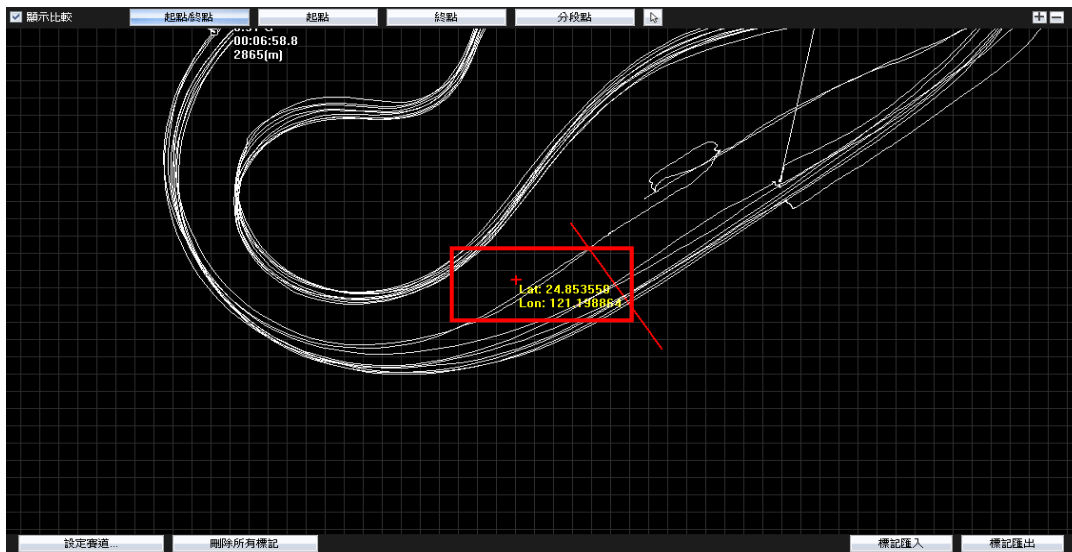 顯示比較
起點/終點
起點
終點
分段點
00:06:58.8
2865(m)
Lat: 24.853558
Lon: 121.198864
設定賽道...
刪除所有標記
標記匯入
標記匯出